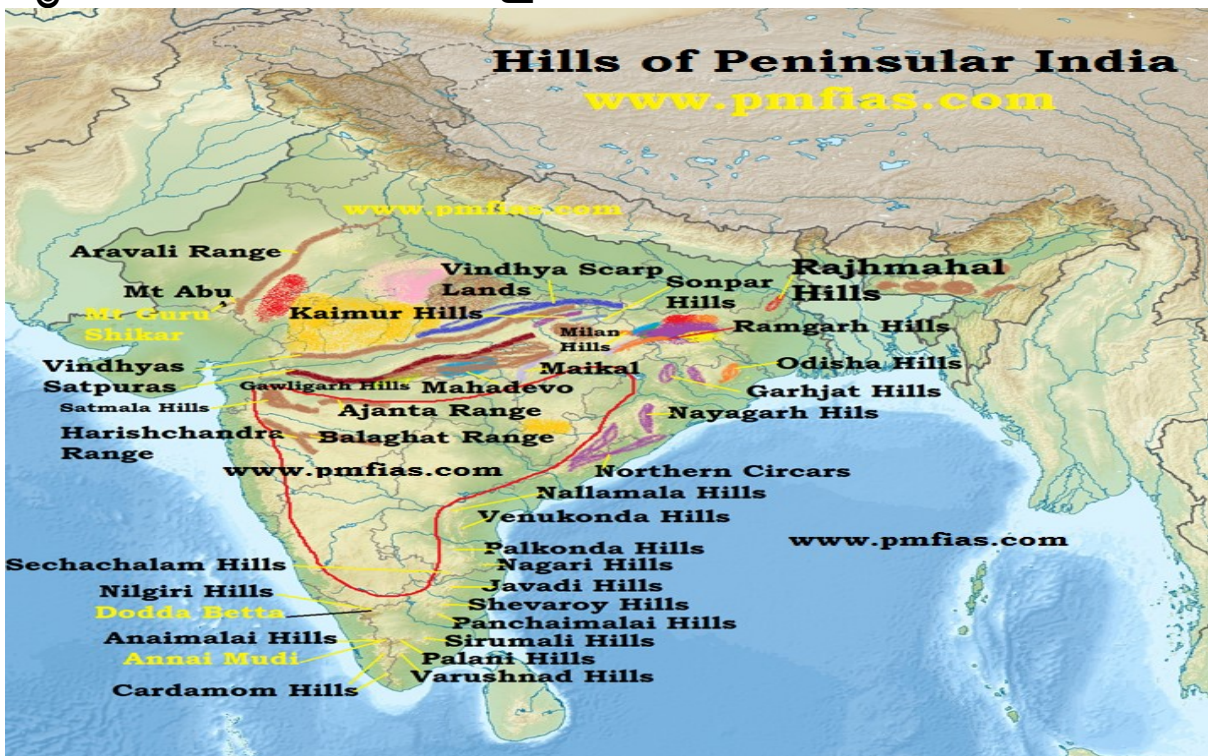 Hills of Peninsular India
www.pmfias.com
www.pmfias.com
Aravali Range
Vindhya Scarp
Lands
Sonpar
Hills
Rajhmahal
Hills
Mt Abu
Mt Guru
Shikar
Kaimur Hills
Milan
Hills
Ramgarh Hills
Vindhyas
Satpuras
Gawligarh Hills
Mahadevo
Maikal
Odisha Hills
Garhjat Hills
Satmala Hills
Ajanta Range
Nayagarh Hils
Harishchandra
Range
Balaghat Range
www.pmfias.com
Northern Circars
Nallamala Hills
Venukonda Hills
www.pmfias.com
Palkonda Hills
Sechachalam Hills
Nagari Hills
Nilgiri Hills
Javadi Hills
Dodda Betta
Shevaroy Hills
Panchaimalai Hills
Anaimalai Hills
Sirumali Hills
Annai Mudi
Palani Hills
Varushnad Hills
Cardamom Hills